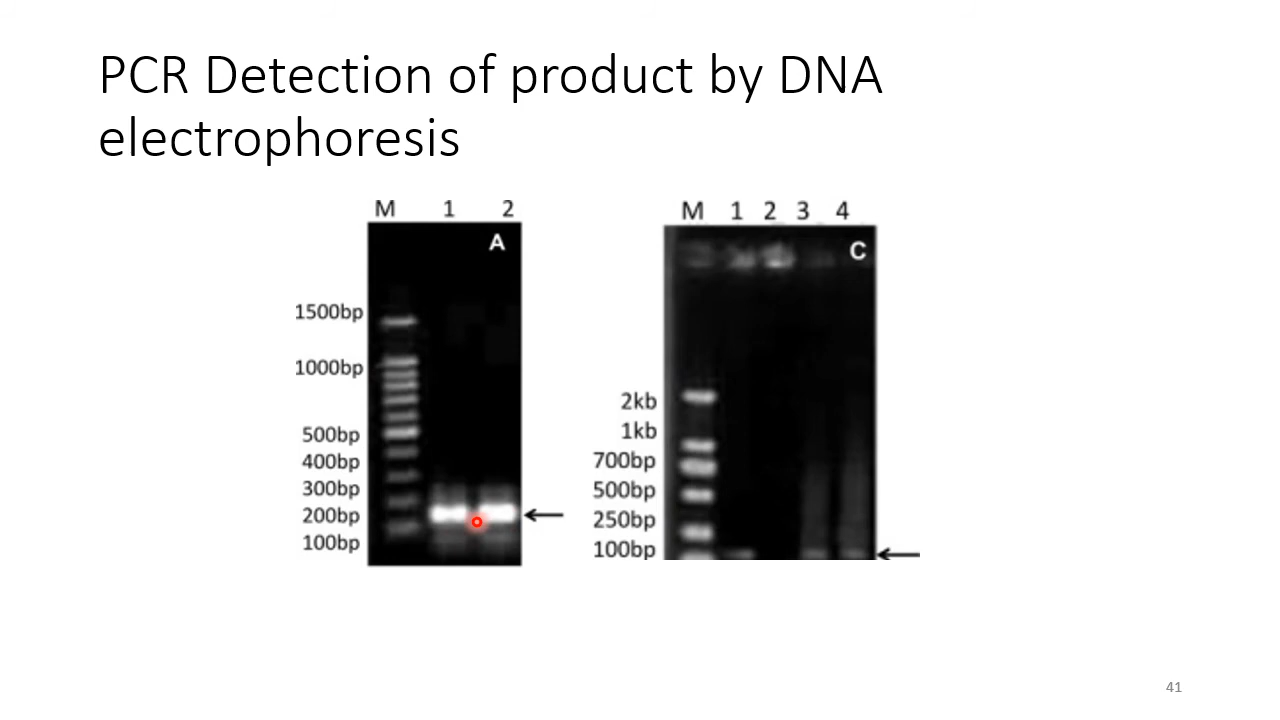 PCR Detection of product by DNA
electrophoresis
M 1 2
A
1500bp
1000bp
500bp
400bp
300bp
200bp
100bp
M 1 2 3 4
C
2kb
1kb
700bp
500bp
250bp
100bp
41